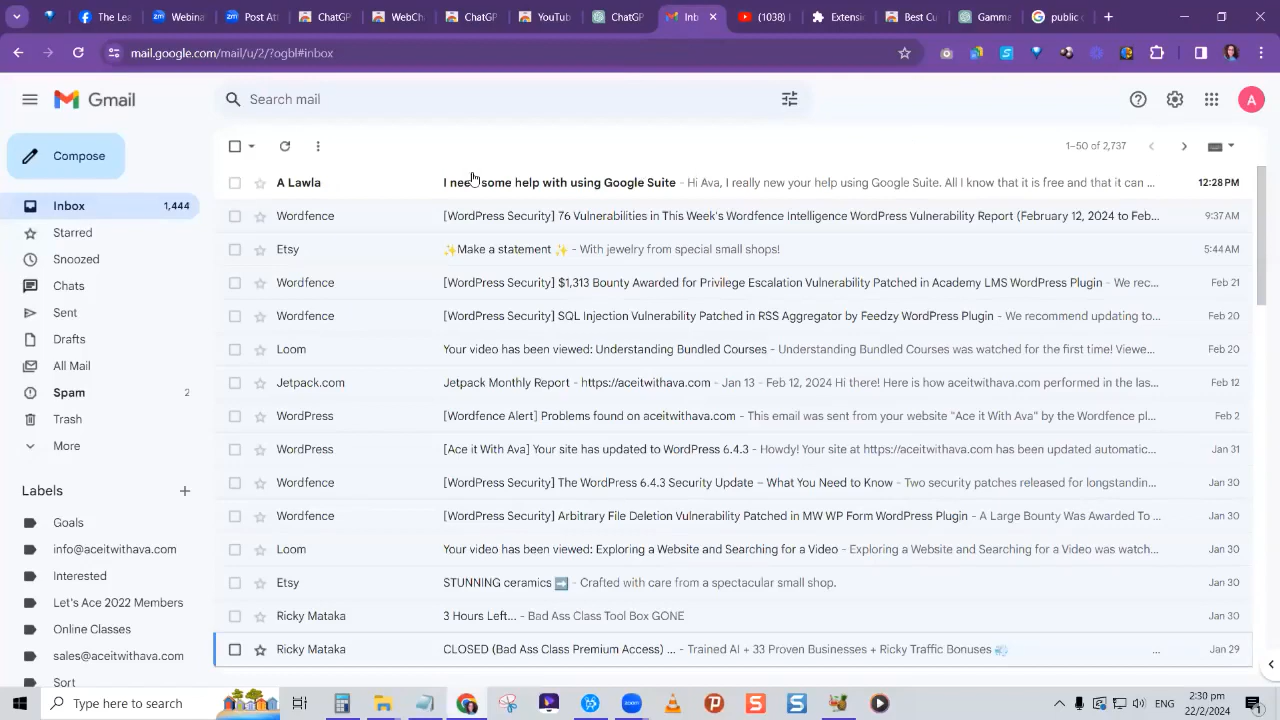 The Lea
Webina
Post Att
ChatGP
WebCh
ChatGP
YouTub
ChatGP
Inb
(1038)
Extensi
Best Cu
Gamme
public
mail.google.com/mail/u/2/?ogbl#inbox
Gmail
Search mail
A
Compose
1–50 of 2,737
Inbox 1,444
Starred
Snoozed
Chats
Sent
Drafts
All Mail
Spam 2
Trash
More
Labels
Goals
info@aceitwithava.com
Interested
Let's Ace 2022 Members
Online Classes
sales@aceitwithava.com
Sort
A Lawla I need some help with using Google Suite - Hi Ava, I really new your help using Google Suite. All I know that it is free and that it can ... 12:28 PM
Wordfence [WordPress Security] 76 Vulnerabilities in This Week's Wordfence Intelligence WordPress Vulnerability Report (February 12, 2024 to Feb... 9:37 AM
Etsy ✨Make a statement ✨ - With jewelry from special small shops! 5:44 AM
Wordfence [WordPress Security] $1,313 Bounty Awarded for Privilege Escalation Vulnerability Patched in Academy LMS WordPress Plugin - We rec... Feb 21
Wordfence [WordPress Security] SQL Injection Vulnerability Patched in RSS Aggregator by Feedzy WordPress Plugin - We recommend updating to... Feb 20
Loom Your video has been viewed: Understanding Bundled Courses - Understanding Bundled Courses was watched for the first time! Viewe... Feb 20
Jetpack.com Jetpack Monthly Report - https://aceitwithava.com - Jan 13 - Feb 12, 2024 Hi there! Here is how aceitwithava.com performed in the las... Feb 12
WordPress [Wordfence Alert] Problems found on aceitwithava.com - This email was sent from your website "Ace it With Ava" by the Wordfence pl... Feb 2
WordPress [Ace it With Ava] Your site has updated to WordPress 6.4.3 - Howdy! Your site at https://aceitwithava.com has been updated automatic... Jan 31
Wordfence [WordPress Security] The WordPress 6.4.3 Security Update – What You Need to Know - Two security patches released for longstandin... Jan 30
Wordfence [WordPress Security] Arbitrary File Deletion Vulnerability Patched in MW WP Form WordPress Plugin - A Large Bounty Was Awarded To ... Jan 30
Loom Your video has been viewed: Exploring a Website and Searching for a Video - Exploring a Website and Searching for a Video was watch... Jan 30
Etsy STUNNING ceramics ➡️ - Crafted with care from a spectacular small shop. Jan 30
Ricky Mataka 3 Hours Left... - Bad Ass Class Tool Box GONE Jan 30
Ricky Mataka CLOSED (Bad Ass Class Premium Access) ... - Trained AI + 33 Proven Businesses + Ricky Traffic Bonuses 💨 ... Jan 29
Type here to search
ENG
2:30 pm
22/2/2024